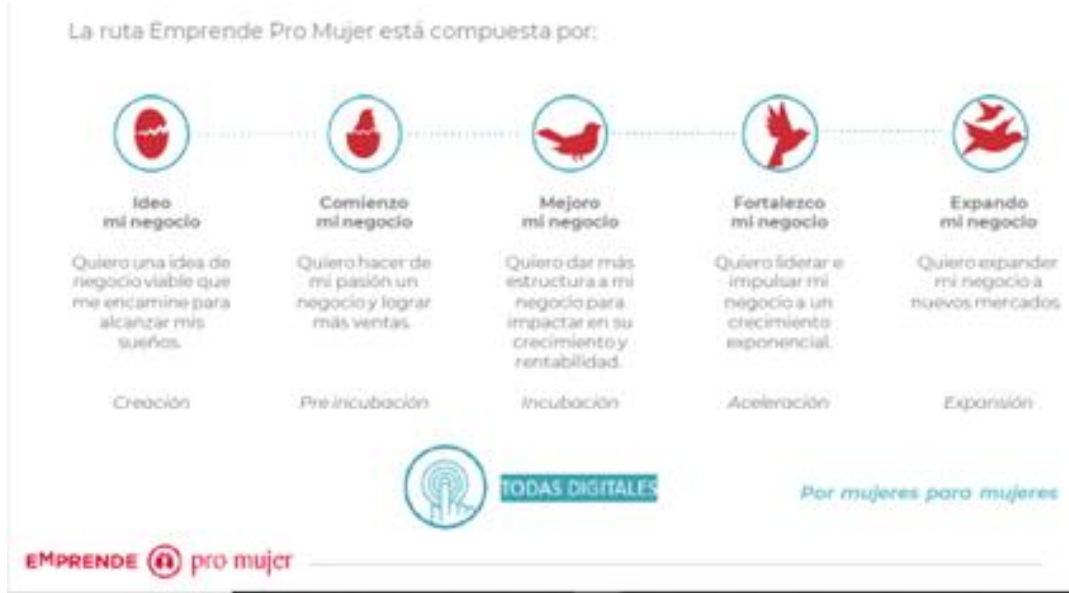 La ruta Emprende Pro Mujer está compuesta por:
Ideo
mi negocio
Quiero una idea de
negocio viable que
me encamine para
alcanzar mis
sueños.
Creación
Comienzo
mi negocio
Quiero hacer de
mi pasión un
negocio y lograr
más ventas.
Pre incubación
Mejoro
mi negocio
Quiero dar más
estructura a mi
negocio para
impactar en su
crecimiento y
rentabilidad.
Incubación
Fortalezco
mi negocio
Quiero liderar e
impulsar mi
negocio a un
crecimiento
exponencial.
Aceleración
Expando
mi negocio
Quiero expander
mi negocio a
nuevos mercados
Expansión
TODAS DIGITALES
Por mujeres para mujeres
EMPRENDE pro mujer